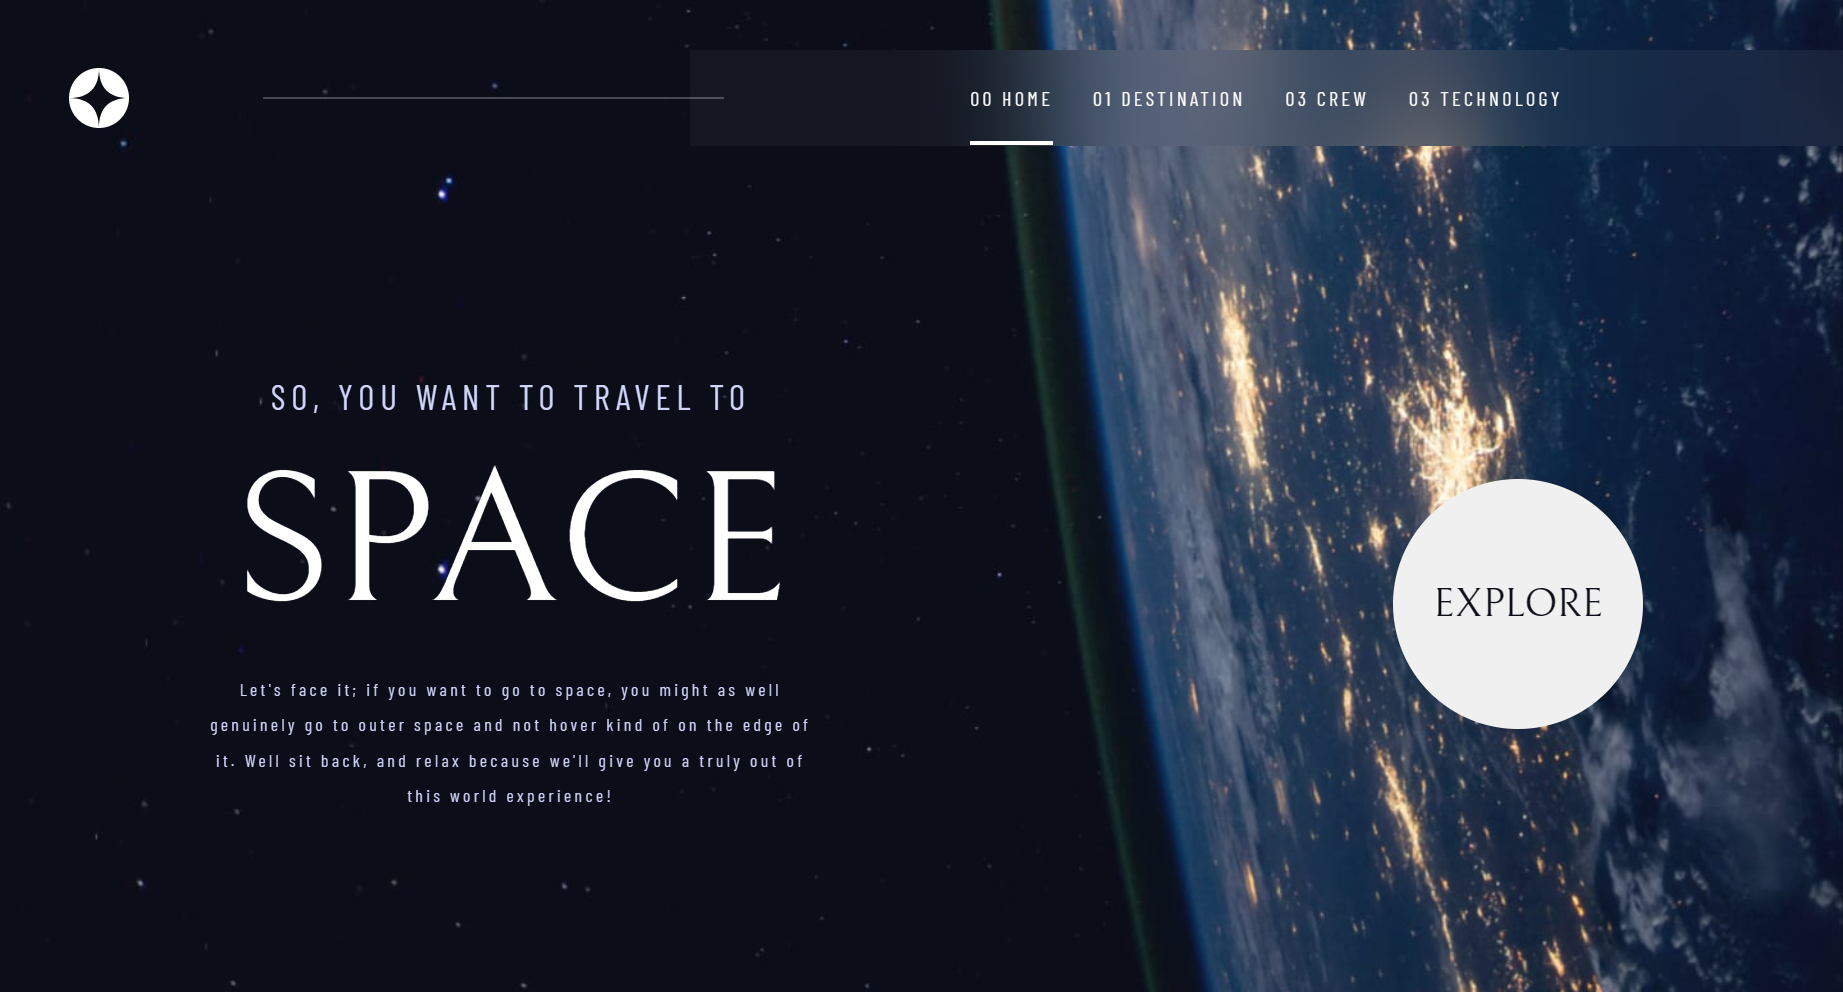 00 HOME 01 DESTINATION 03 CREW 03 TECHNOLOGY
SO, YOU WANT TO TRAVEL TO
SPACE
Let's face it; if you want to go to space, you might as well
genuinely go to outer space and not hover kind of on the edge of
it. Well sit back, and relax because we'll give you a truly out of
this world experience!
EXPLORE